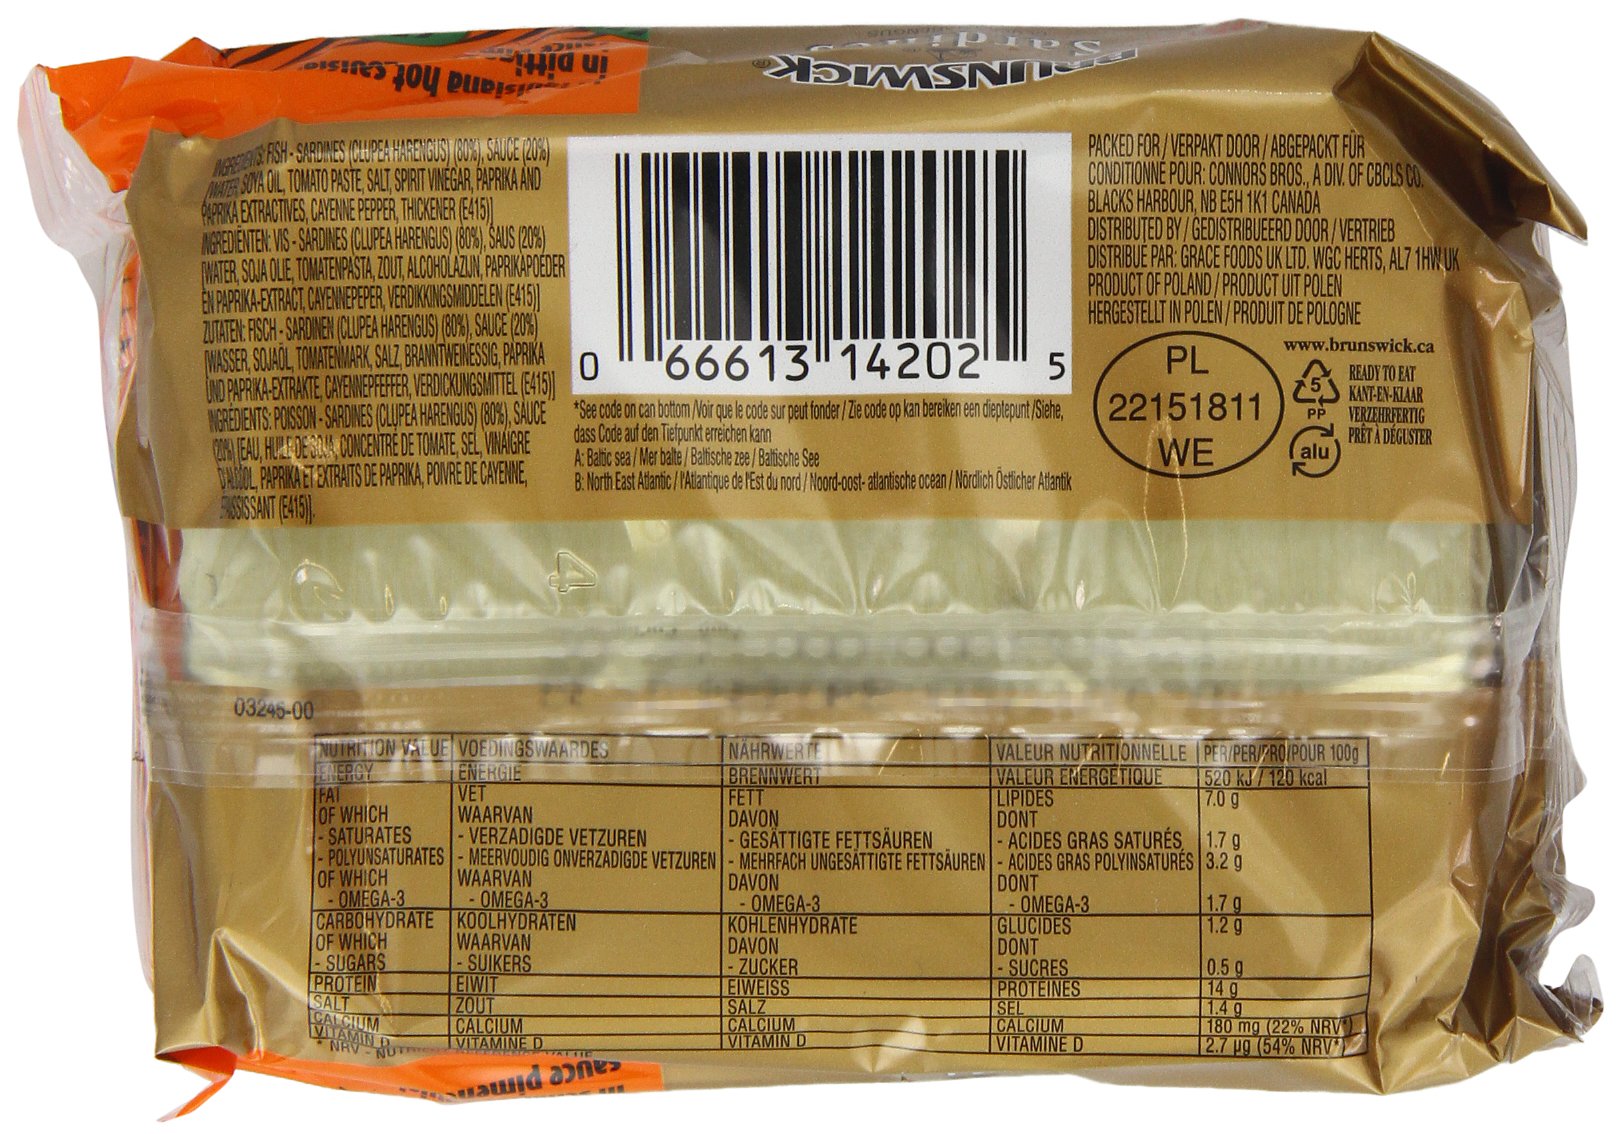 in pitti
isiana hot
BRUNSWICK®
Sardines
INGREDIENTS: FISH - SARDINES (CLUPEA HARENGUS) (80%), SAUCE (20%)
[WATER, SOYA OIL, TOMATO PASTE, SALT, SPIRIT VINEGAR, PAPRIKA AND
PAPRIKA EXTRACTIVES, CAYENNE PEPPER, THICKENER (E415)]
INGREDIËNTEN: VIS - SARDINES (CLUPEA HARENGUS) (80%), SAUS (20%)
[WATER, SOJA OLIE, TOMATENPASTA, ZOUT, ALCOHOLAZIJN, PAPRIKAPOEDER
EN PAPRIKA-EXTRACT, CAYENNEPEPER, VERDIKKINGSMIDDELEN (E415)]
ZUTATEN: FISCH - SARDINEN (CLUPEA HARENGUS) (80%), SAUCE (20%)
[WASSER, SOJAÖL, TOMATENMARK, SALZ, BRANNTWEINESSIG, PAPRIKA
UND PAPRIKA-EXTRAKTE, CAYENNEPFEFFER, VERDICKUNGSMITTEL (E415)]
INGRÉDIENTS: POISSON - SARDINES (CLUPEA HARENGUS) (80%), SAUCE
(20%) [EAU, HUILE DE SOJA, CONCENTRÉ DE TOMATE, SEL, VINAIGRE
D'ALCOOL, PAPRIKA ET EXTRAITS DE PAPRIKA, POIVRE DE CAYENNE,
ÉPAISSISSANT (E415)].
0 66613 14202 5
*See code on can bottom /Voir que le code sur peut fonder / Zie code op kan bereiken een dieptepunt /Siehe,
dass Code auf den Tiefpunkt erreichen kann
A: Baltic sea / Mer balte / Baltische zee / Baltische See
B: North East Atlantic / l'Atlantique de l'Est du nord / Noord-oost- atlantische ocean / Nördlich Östlicher Atlantik
PACKED FOR / VERPAKT DOOR / ABGEPACKT FÜR
CONDITIONNÉ POUR: CONNORS BROS., A DIV. OF CBCLS CO.
BLACKS HARBOUR, NB E5H 1K1 CANADA
DISTRIBUTED BY / GEDISTRIBUEERD DOOR / VERTRIEB
DISTRIBUÉ PAR: GRACE FOODS UK LTD. WGC HERTS, AL7 1HW UK
PRODUCT OF POLAND / PRODUCT UIT POLEN
HERGESTELLT IN POLEN / PRODUIT DE POLOGNE
www.brunswick.ca
PL
22151811
WE
5
PP
alu
READY TO EAT
KANT-EN-KLAAR
VERZEHRFERTIG
PRÊT À DÉGUSTER
4
03245-00
NUTRITION VALUE VOEDINGSWAARDES NÄHRWERTE VALEUR NUTRITIONNELLE PER/PER/PRO/POUR 100g
ENERGY ENERGIE BRENNWERT VALEUR ÉNERGÉTIQUE 520 kJ / 120 kcal
FAT VET FETT LIPIDES 7.0 g
OF WHICH WAARVAN DAVON DONT
- SATURATES - VERZADIGDE VETZUREN - GESÄTTIGTE FETTSÄUREN - ACIDES GRAS SATURÉS 1.7 g
- POLYUNSATURATES - MEERVOUDIG ONVERZADIGDE VETZUREN - MEHRFACH UNGESÄTTIGTE FETTSÄUREN - ACIDES GRAS POLYINSATURÉS 3.2 g
OF WHICH WAARVAN DAVON DONT
- OMEGA-3 - OMEGA-3 - OMEGA-3 - OMEGA-3 1.7 g
CARBOHYDRATE KOOLHYDRATEN KOHLENHYDRATE GLUCIDES 1.2 g
OF WHICH WAARVAN DAVON DONT
- SUGARS - SUIKERS - ZUCKER - SUCRES 0.5 g
PROTEIN EIWIT EIWEISS PROTÉINES 14 g
SALT ZOUT SALZ SEL 1.4 g
CALCIUM CALCIUM CALCIUM CALCIUM 180 mg (22% NRV*)
VITAMIN D VITAMINE D VITAMIN D VITAMINE D 2.7 µg (54% NRV*)
* NRV - NUTRIENT REFERENCE VALUE
sauce